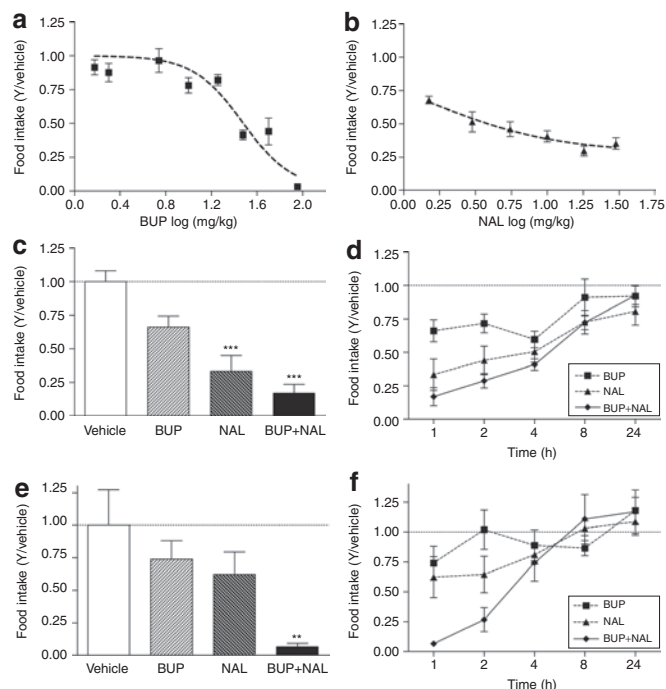 a
Food intake (Y/vehicle)
1.25
1.00
0.75
0.50
0.25
0.00
0.0 0.4 0.8 1.2 1.6 2.0
BUP log (mg/kg)
b
Food intake (Y/vehicle)
1.25
1.00
0.75
0.50
0.25
0.00
0.00 0.25 0.50 0.75 1.00 1.25 1.50 1.75
NAL log (mg/kg)
c
Food intake (Y/vehicle)
1.25
1.00
0.75
0.50
0.25
0.00
***
***
Vehicle BUP NAL BUP+NAL
d
Food intake (Y/vehicle)
1.25
1.00
0.75
0.50
0.25
0.00
BUP
NAL
BUP+NAL
1 2 4 8 24
Time (h)
e
Food intake (Y/vehicle)
1.25
1.00
0.75
0.50
0.25
0.00
**
Vehicle BUP NAL BUP+NAL
f
Food intake (Y/vehicle)
1.25
1.00
0.75
0.50
0.25
0.00
BUP
NAL
BUP+NAL
1 2 4 8 24
Time (h)